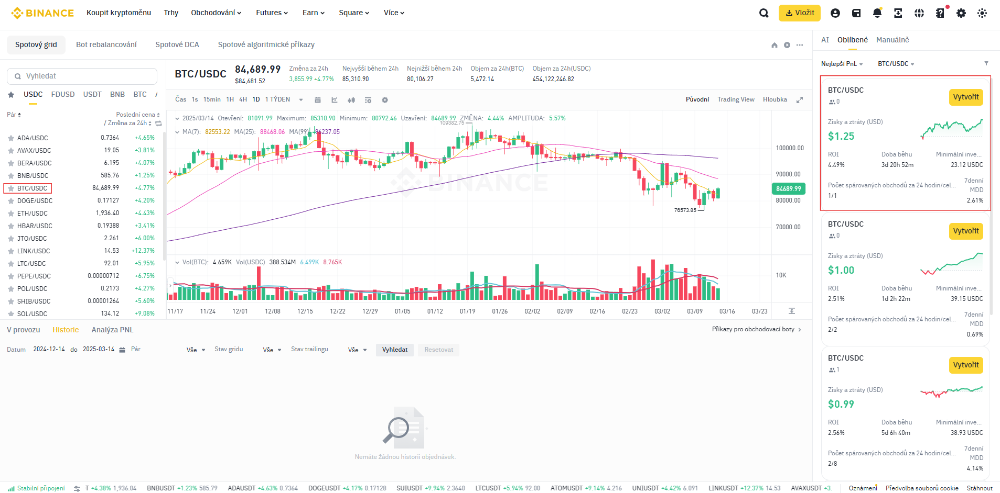 BINANCE Koupit kryptoměnu Trhy Obchodování Futures Earn Square Více Vložit
Spotový grid Bot rebalancování Spotové DCA Spotové algoritmické příkazy
AI Oblíbené Manuálně
Vyhledat
USDC FDUSD USDT BNB BTC
Pár Poslední cena
/ Změna za 24h
ADA/USDC 0.7364 +4.65%
AVAX/USDC 19.05 +3.81%
BERA/USDC 6.195 +4.07%
BNB/USDC 585.76 +1.25%
BTC/USDC 84,689.99 +4.77%
DOGE/USDC 0.17127 +4.20%
ETH/USDC 1,936.40 +4.43%
HBAR/USDC 0.19388 +3.41%
JTO/USDC 2.261 +6.00%
LINK/USDC 14.53 +12.37%
LTC/USDC 92.01 +5.95%
PEPE/USDC 0.00000712 +6.75%
POL/USDC 0.2173 +4.27%
SHIB/USDC 0.00001264 +5.60%
SOL/USDC 134.12 +9.08%
BTC/USDC 84,689.99 $84,681.52
Změna za 24h Nejvyšší během 24h Nejnižší během 24h Objem za 24h(BTC) Objem za 24h(USDC)
3,855.99 +4.77% 85,310.90 80,106.27 5,472.14 454,122,246.82
Čas 1s 15min 1H 4H 1D 1 TÝDEN Původní Trading View Hloubka
2025/03/14 Otevření: 81091.99 Maximum: 85310.90 Minimum: 80792.46 Uzavření: 84689.99 ZMĚNA: 4.44% AMPLITUDA: 5.57%
109382.75
MA(7): 82553.22 MA(25): 88468.06 MA(99): 96237.05
100000.00
90000.00
BINANCE
84689.99
80000.00
76573.85
70000.00
Vol(BTC): 4.659K Vol(USDC) 388.534M 6.499K 8.765K
10K
11/17 11/24 12/01 12/08 12/15 12/22 12/29 01/05 01/12 01/19 01/26 02/02 02/09 02/16 02/23 03/02 03/09 03/16 03/23
V provozu Historie Analýza PNL Příkazy pro obchodovací boty
Datum 2024-12-14 do 2025-03-14 Pár Vše Stav gridu Vše Stav trailingu Vše Vyhledat Resetovat
Nemáte žádnou historii objednávek.
Nejlepší PnL BTC/USDC
BTC/USDC
0
Vytvořit
Zisky a ztráty (USD)
$1.25
ROI Doba běhu Minimální inve...
4.49% 3d 20h 52m 23.12 USDC
Počet spárovaných obchodů za 24 hodin/cel... 7denní MDD
1/1 2.61%
BTC/USDC
0
Vytvořit
Zisky a ztráty (USD)
$1.00
ROI Doba běhu Minimální inve...
2.51% 1d 2h 22m 39.15 USDC
Počet spárovaných obchodů za 24 hodin/cel... 7denní MDD
2/2 0.69%
BTC/USDC
1
Vytvořit
Zisky a ztráty (USD)
$0.99
ROI Doba běhu Minimální inve...
2.56% 5d 6h 40m 38.93 USDC
Počet spárovaných obchodů za 24 hodin/cel... 7denní MDD
2/8 4.14%
Stabilní připojení T +4.38% 1,936.04 BNBUSDT +1.23% 585.79 ADAUSDT +4.63% 0.7364 DOGEUSDT +4.17% 0.17128 SUIUSDT +9.94% 2.3640 LTCUSDT +5.94% 92.00 ATOMUSDT +9.14% 4.216 UNIUSDT +4.42% 6.091 LINKUSDT +12.37% 14.53 AVAXUSDT +3. Oznámení Předvolba souborů cookie Stáhnout